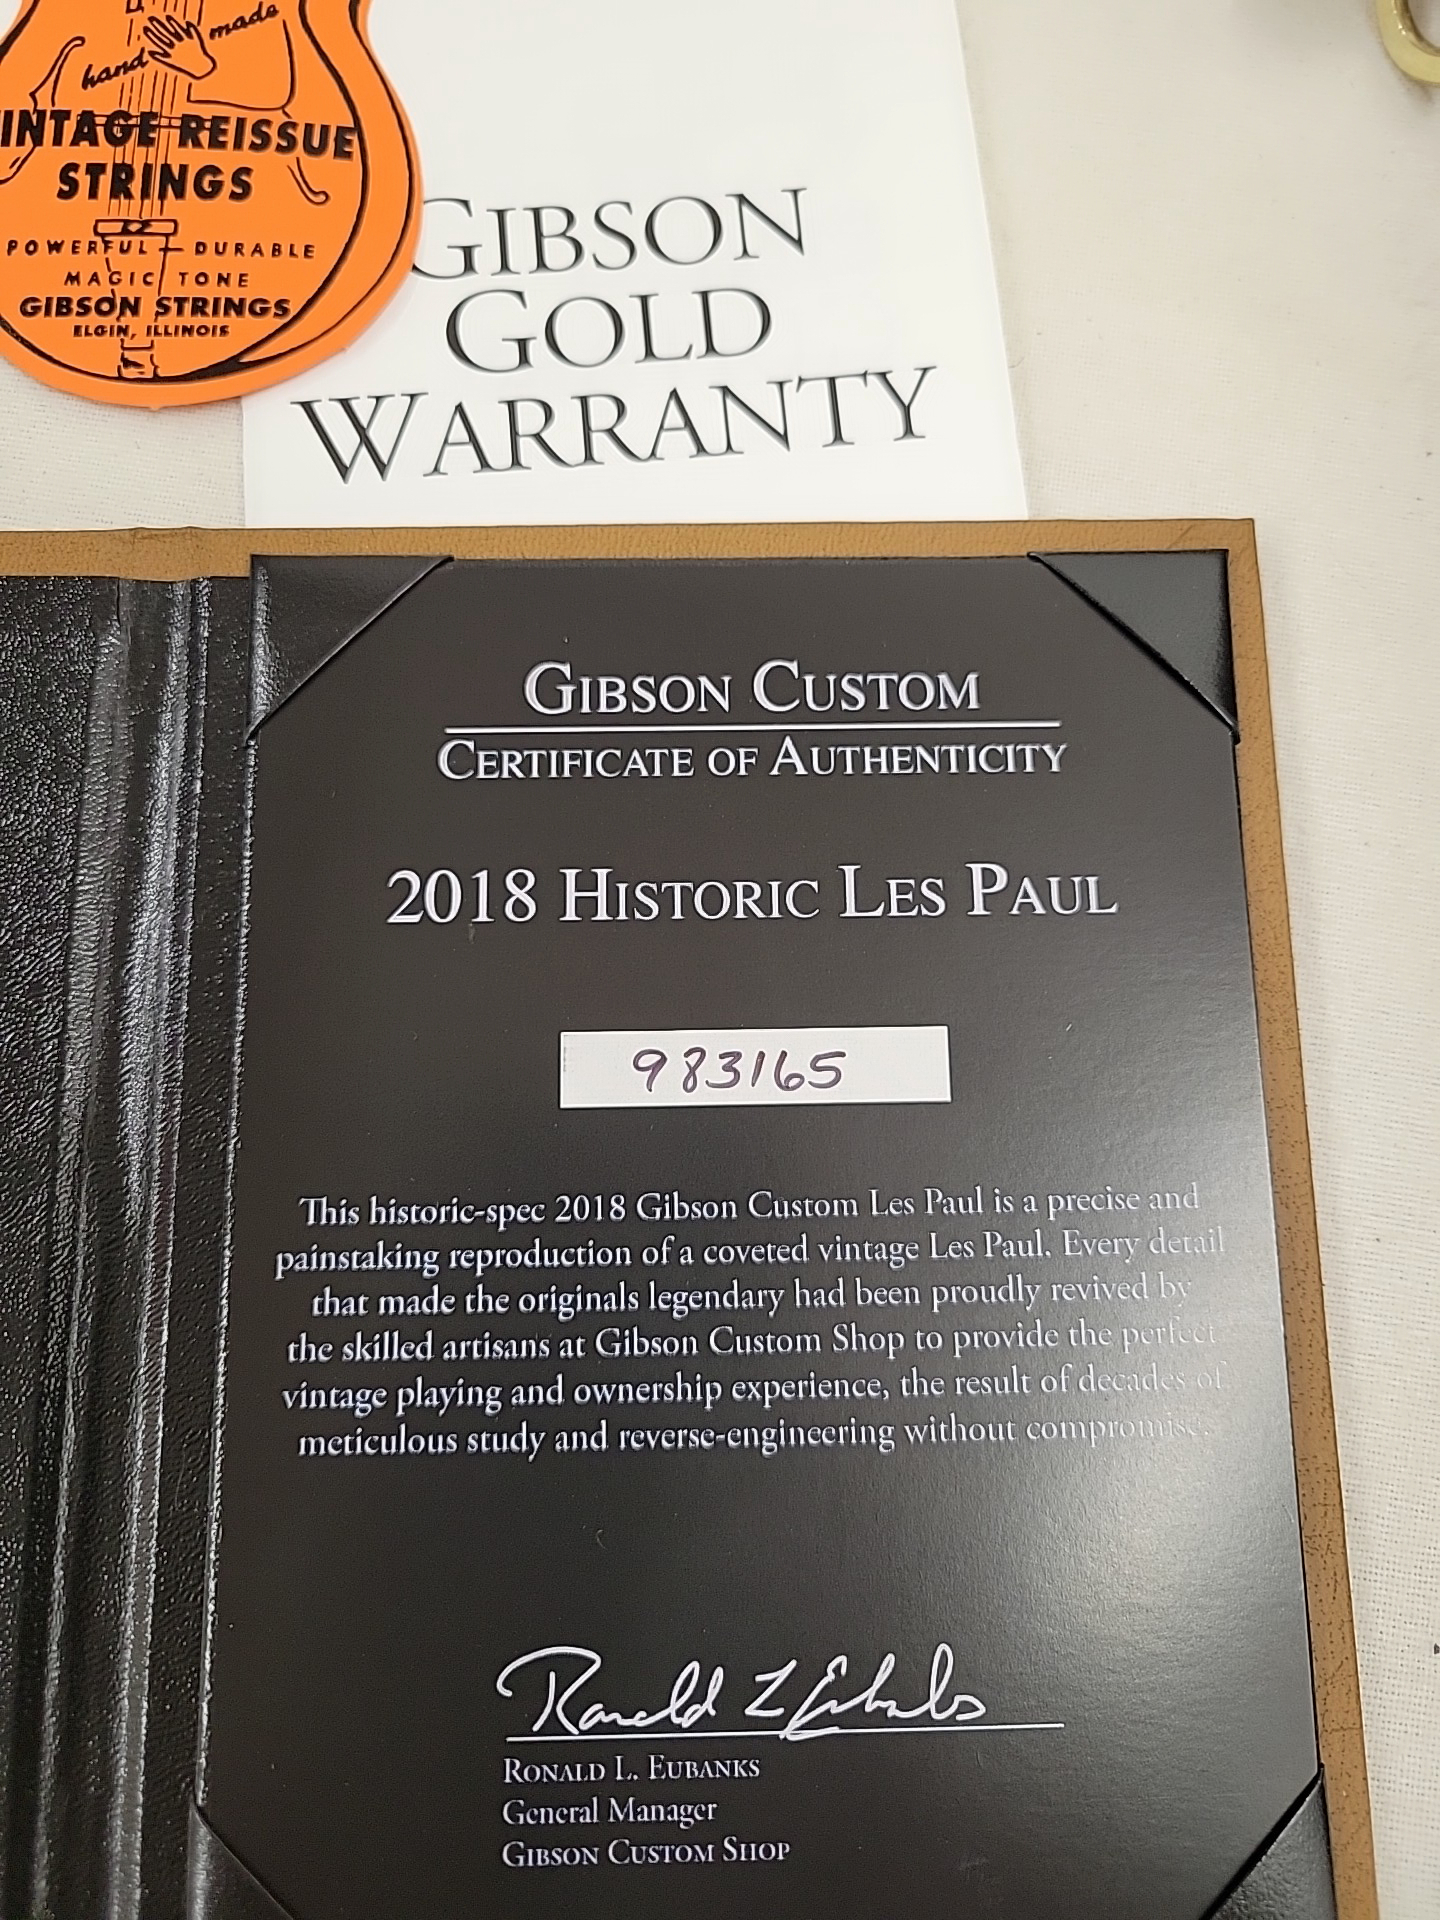 hand made
VINTAGE REISSUE
STRINGS
POWERFUL DURABLE
MAGIC TONE
GIBSON STRINGS
ELGIN, ILLINOIS
GIBSON
GOLD
WARRANTY
GIBSON CUSTOM
CERTIFICATE OF AUTHENTICITY
2018 HISTORIC LES PAUL
983165
This historic-spec 2018 Gibson Custom Les Paul is a precise and
painstaking reproduction of a coveted vintage Les Paul. Every detail
that made the originals legendary had been proudly revived by
the skilled artisans at Gibson Custom Shop to provide the perfect
vintage playing and ownership experience, the result of decades of
meticulous study and reverse-engineering without compromise.
Ronald L Eubanks
RONALD L. EUBANKS
General Manager
GIBSON CUSTOM SHOP